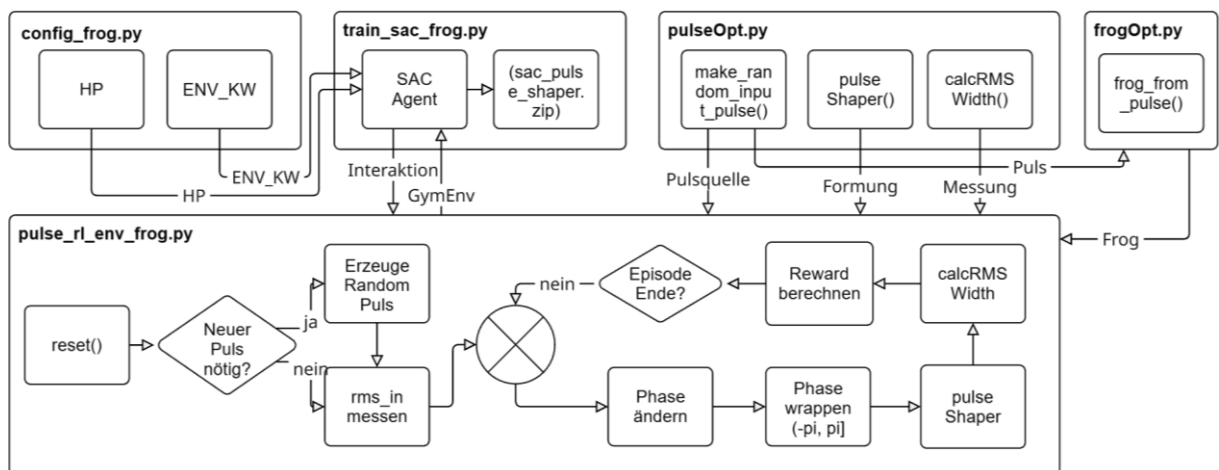 config_frog.py
HP
ENV_KW
train_sac_frog.py
SAC
Agent
(sac_puls
e_shaper.
zip)
pulseOpt.py
make_ran
dom_inpu
t_pulse()
pulse
Shaper()
calcRMS
Width()
frogOpt.py
frog_from
_pulse()
ENV_KW
HP
Interaktion
GymEnv
Pulsquelle
Formung
Messung
Puls
Frog
pulse_rl_env_frog.py
reset()
Neuer
Puls
nötig?
ja
nein
Erzeuge
Random
Puls
rms_in
messen
nein
Episode
Ende?
Reward
berechnen
calcRMS
Width
Phase
ändern
Phase
wrappen
(-pi, pi]
pulse
Shaper